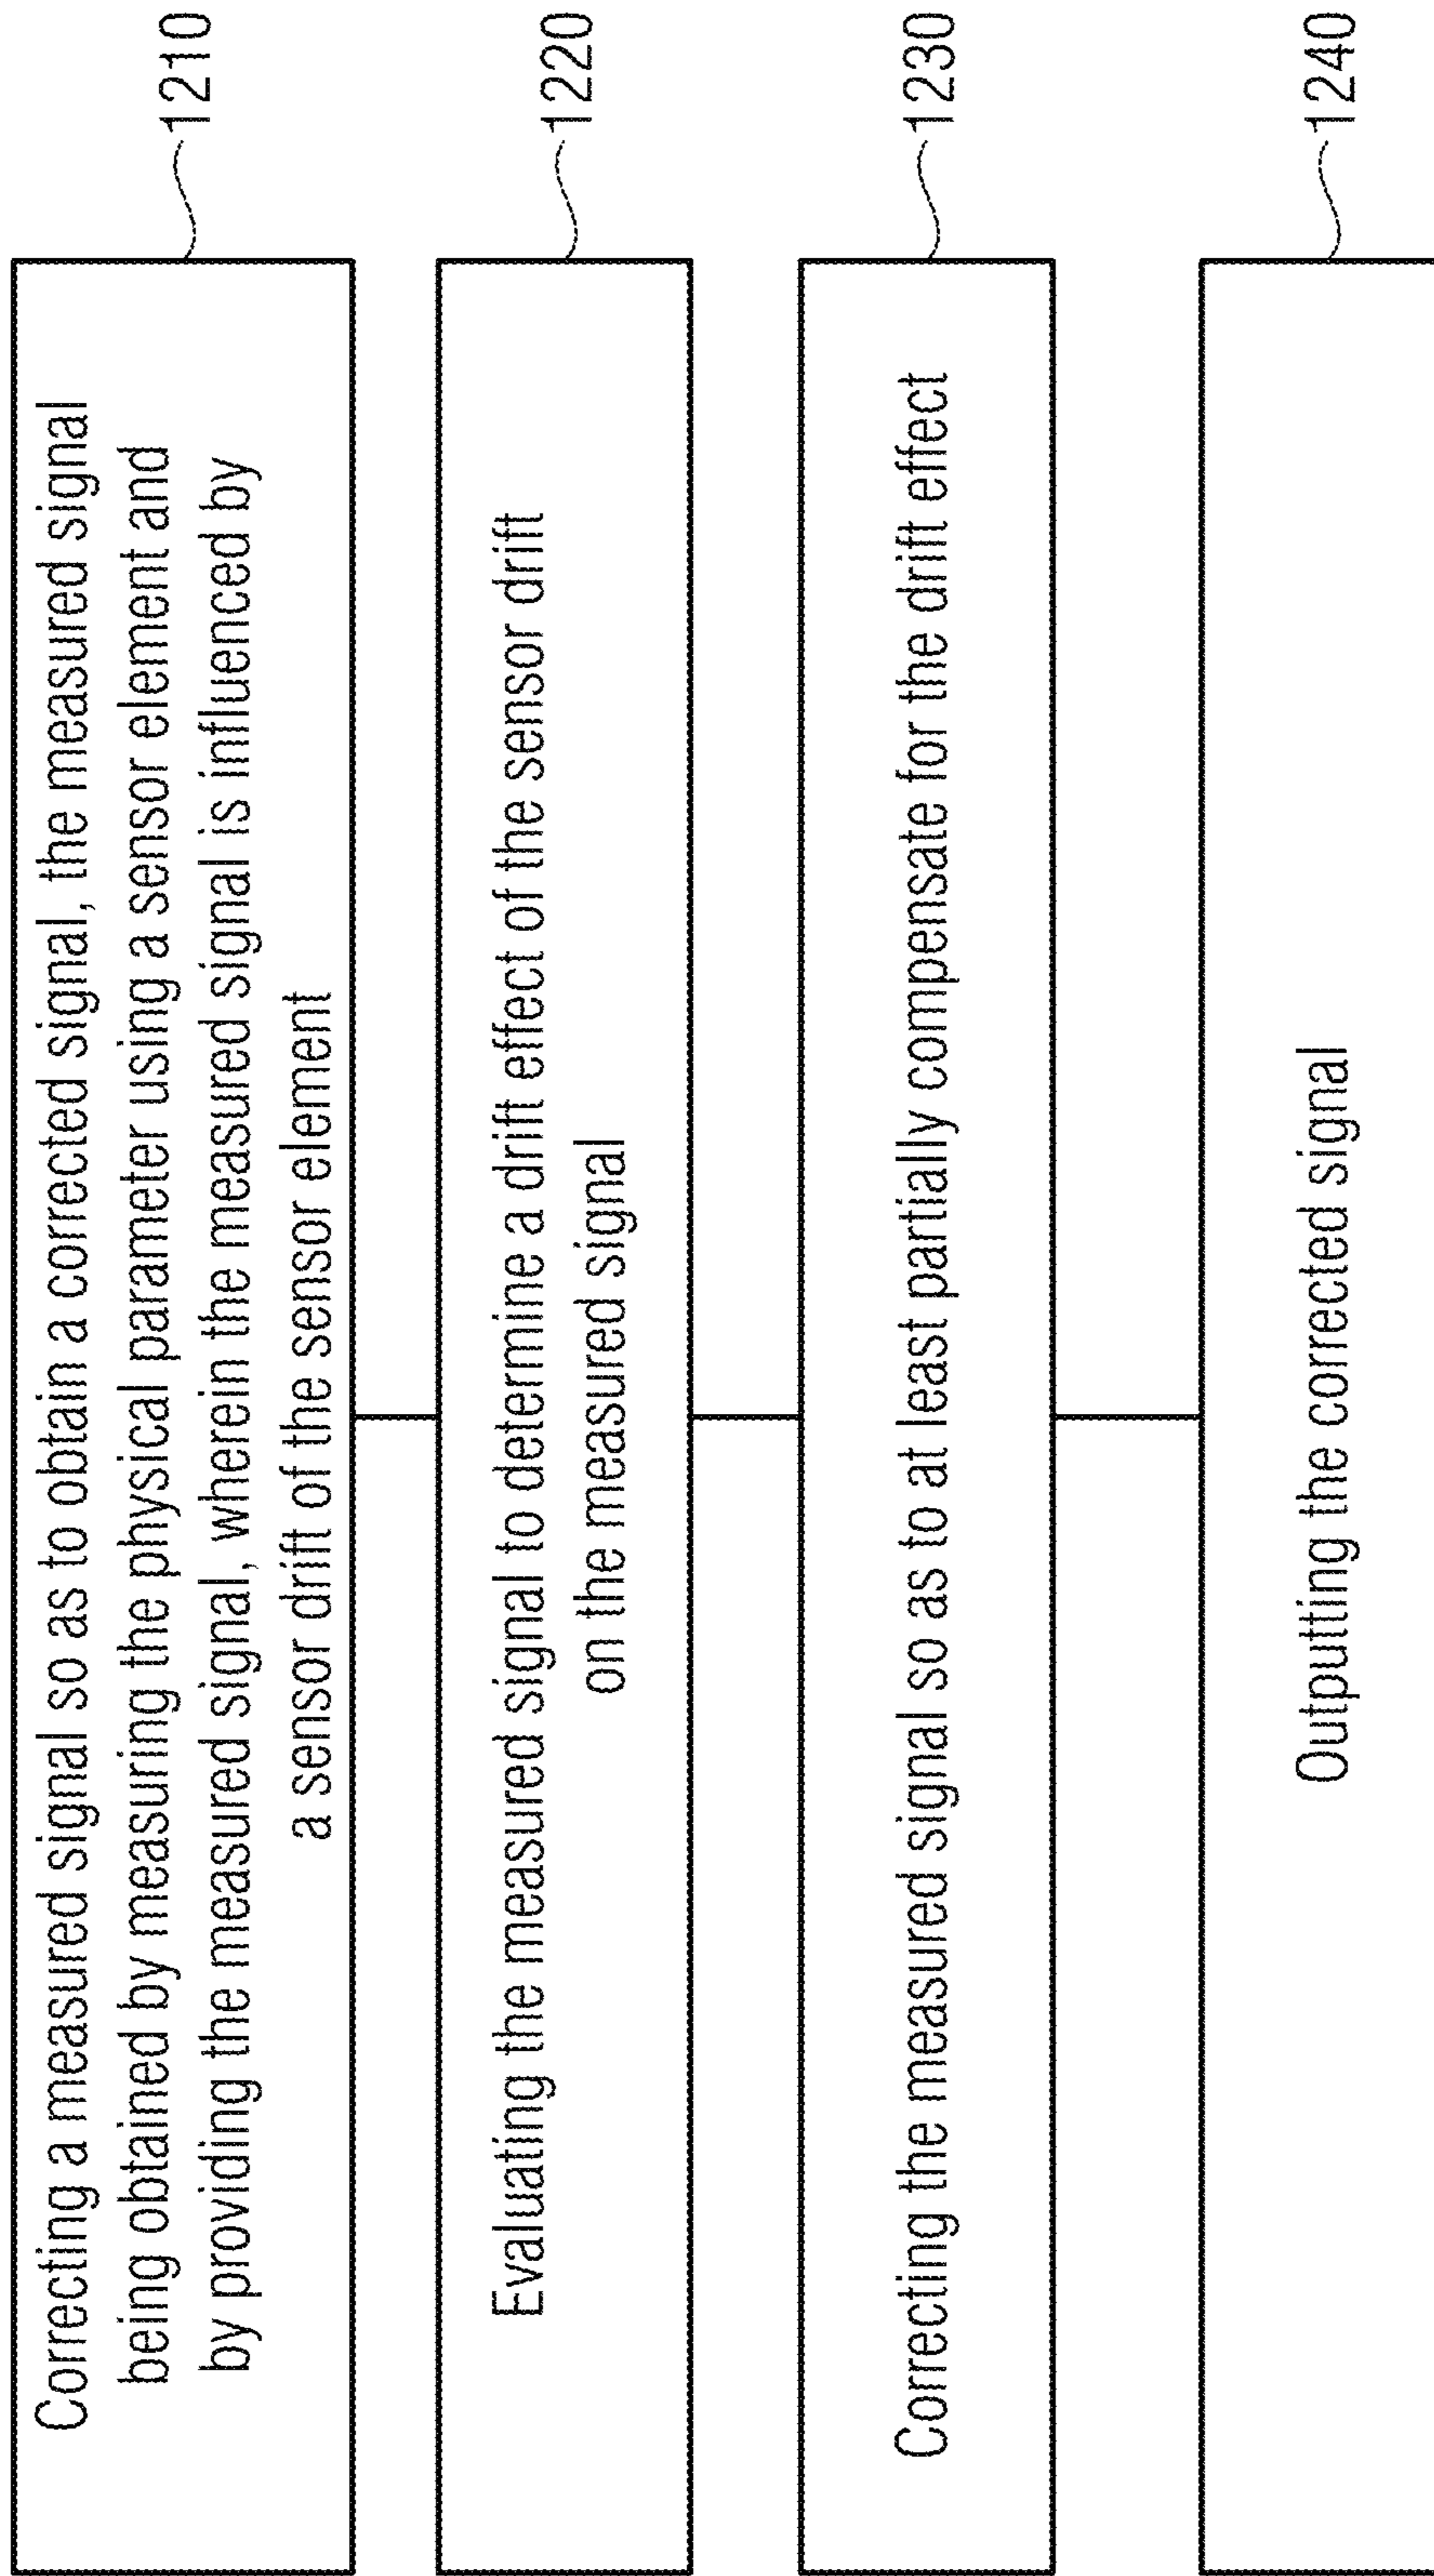 Correcting a measured signal so as to obtain a corrected signal, the measured signal
being obtained by measuring the physical parameter using a sensor element and
by providing the measured signal, wherein the measured signal is influenced by
a sensor drift of the sensor element
1210
Evaluating the measured signal to determine a drift effect of the sensor drift
on the measured signal
1220
Correcting the measured signal so as to at least partially compensate for the drift effect
1230
Outputting the corrected signal
1240